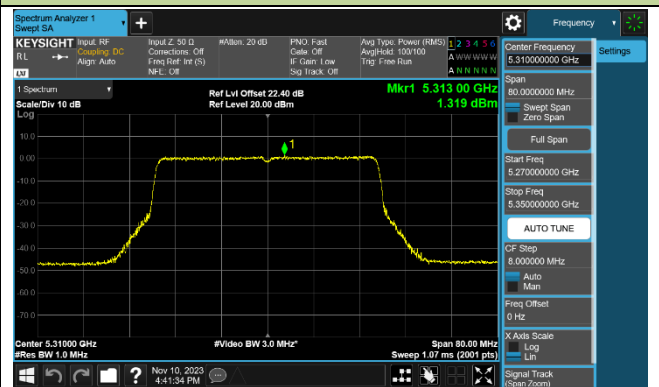 Spectrum Analyzer 1
Swept SA
+
Frequency
KEYSIGHT
RL
LXI
Input: RF
Coupling: DC
Align: Auto
Input Z: 50 Ω
Corrections: Off
Freq Ref: Int (S)
NFE: Off
#Atten: 20 dB
PNO: Fast
Gate: Off
IF Gain: Low
Sig Track: Off
Avg Type: Power (RMS)
Avg|Hold: 100/100
Trig: Free Run
1 2 3 4 5 6
A W W W W W
A N N N N N
Center Frequency
5.310000000 GHz
Settings
Span
80.0000000 MHz
Swept Span
Zero Span
Full Span
Start Freq
5.270000000 GHz
Stop Freq
5.350000000 GHz
AUTO TUNE
CF Step
8.000000 MHz
Auto
Man
Freq Offset
0 Hz
X Axis Scale
Log
Lin
Signal Track
(Span Zoom)
1 Spectrum
Scale/Div 10 dB
Log
Ref Lvl Offset 22.40 dB
Ref Level 20.00 dBm
Mkr1 5.313 00 GHz
1.319 dBm
10.0
0.00
-10.0
-20.0
-30.0
-40.0
-50.0
-60.0
-70.0
1
Center 5.31000 GHz
#Res BW 1.0 MHz
#Video BW 3.0 MHz*
Span 80.00 MHz
Sweep 1.07 ms (2001 pts)
?
Nov 10, 2023
4:41:34 PM